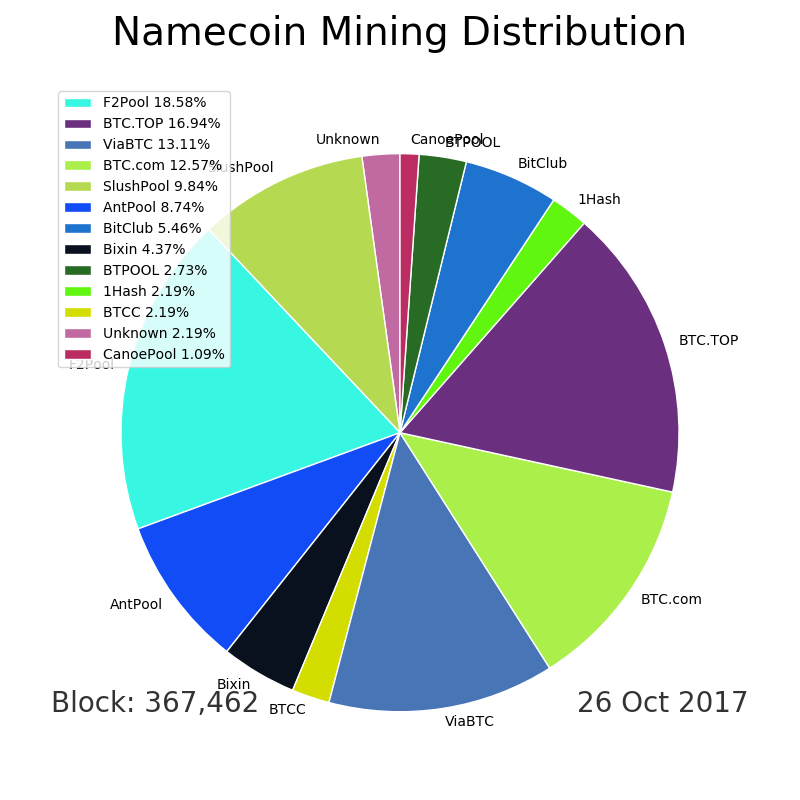 Namecoin Mining Distribution
F2Pool 18.58%
BTC.TOP 16.94%
ViaBTC 13.11%
BTC.com 12.57%
SlushPool 9.84%
AntPool 8.74%
BitClub 5.46%
Bixin 4.37%
BTPOOL 2.73%
1Hash 2.19%
BTCC 2.19%
Unknown 2.19%
CanoePool 1.09%
Unknown
CanoePool
BTPOOL
BitClub
SlushPool
1Hash
BTC.TOP
F2Pool
BTC.com
AntPool
Bixin
BTCC
ViaBTC
Block: 367,462
26 Oct 2017